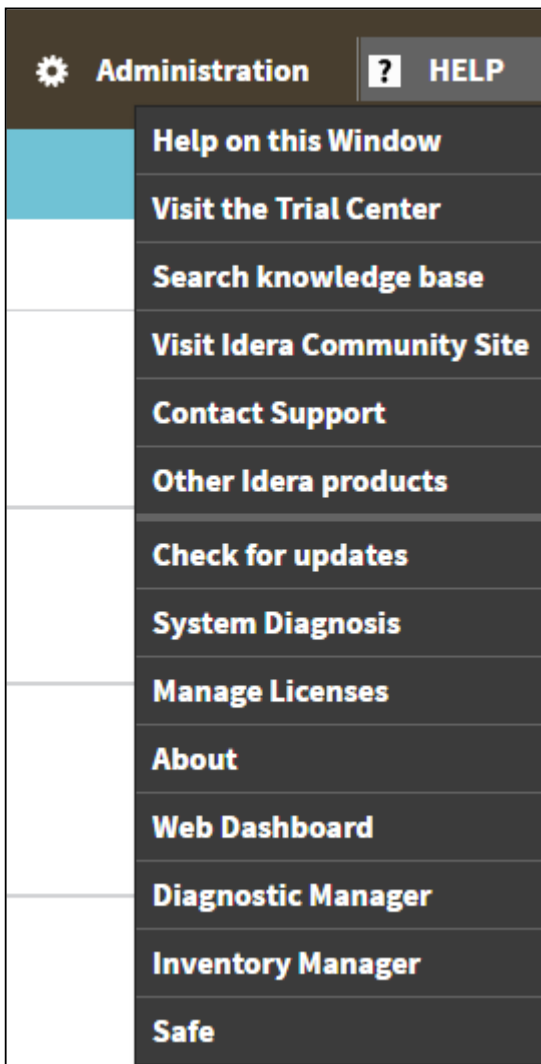 Administration ? HELP
Help on this Window
Visit the Trial Center
Search knowledge base
Visit Idera Community Site
Contact Support
Other Idera products
Check for updates
System Diagnosis
Manage Licenses
About
Web Dashboard
Diagnostic Manager
Inventory Manager
Safe